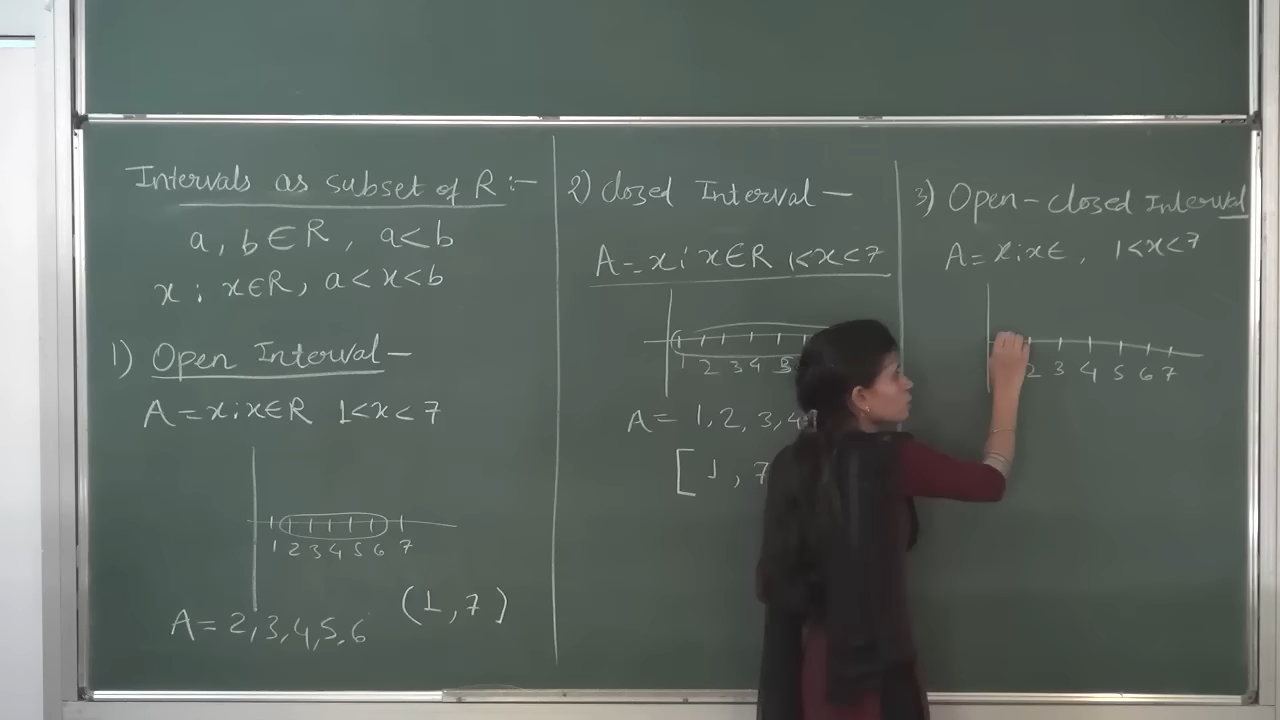 Intervals as subset of R :-
a, b ∈ R, a < b
x : x ∈ R, a < x < b
1) Open Interval -
A = x : x ∈ R 1 < x < 7
1 2 3 4 5 6 7
A = 2, 3, 4, 5, 6
(1, 7)
2) Closed Interval -
A = x : x ∈ R 1 < x < 7
1 2 3 4 5
A = 1, 2, 3, 4
[1, 7
3) Open-closed Interval
A = x : x ∈, 1 < x < 7
2 3 4 5 6 7